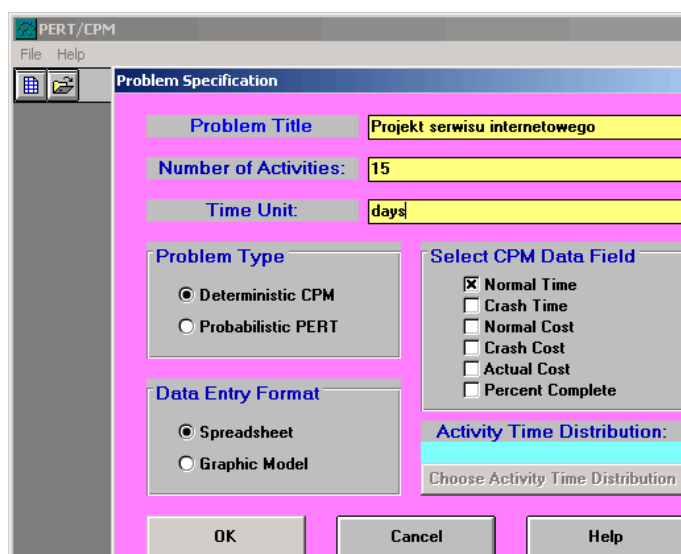 PERT/CPM
File Help
Problem Specification
Problem Title Projekt serwisu internetowego
Number of Activities: 15
Time Unit: days
Problem Type
Deterministic CPM
Probabilistic PERT
Select CPM Data Field
Normal Time
Crash Time
Normal Cost
Crash Cost
Actual Cost
Percent Complete
Data Entry Format
Spreadsheet
Graphic Model
Activity Time Distribution:
Choose Activity Time Distribution
OK Cancel Help